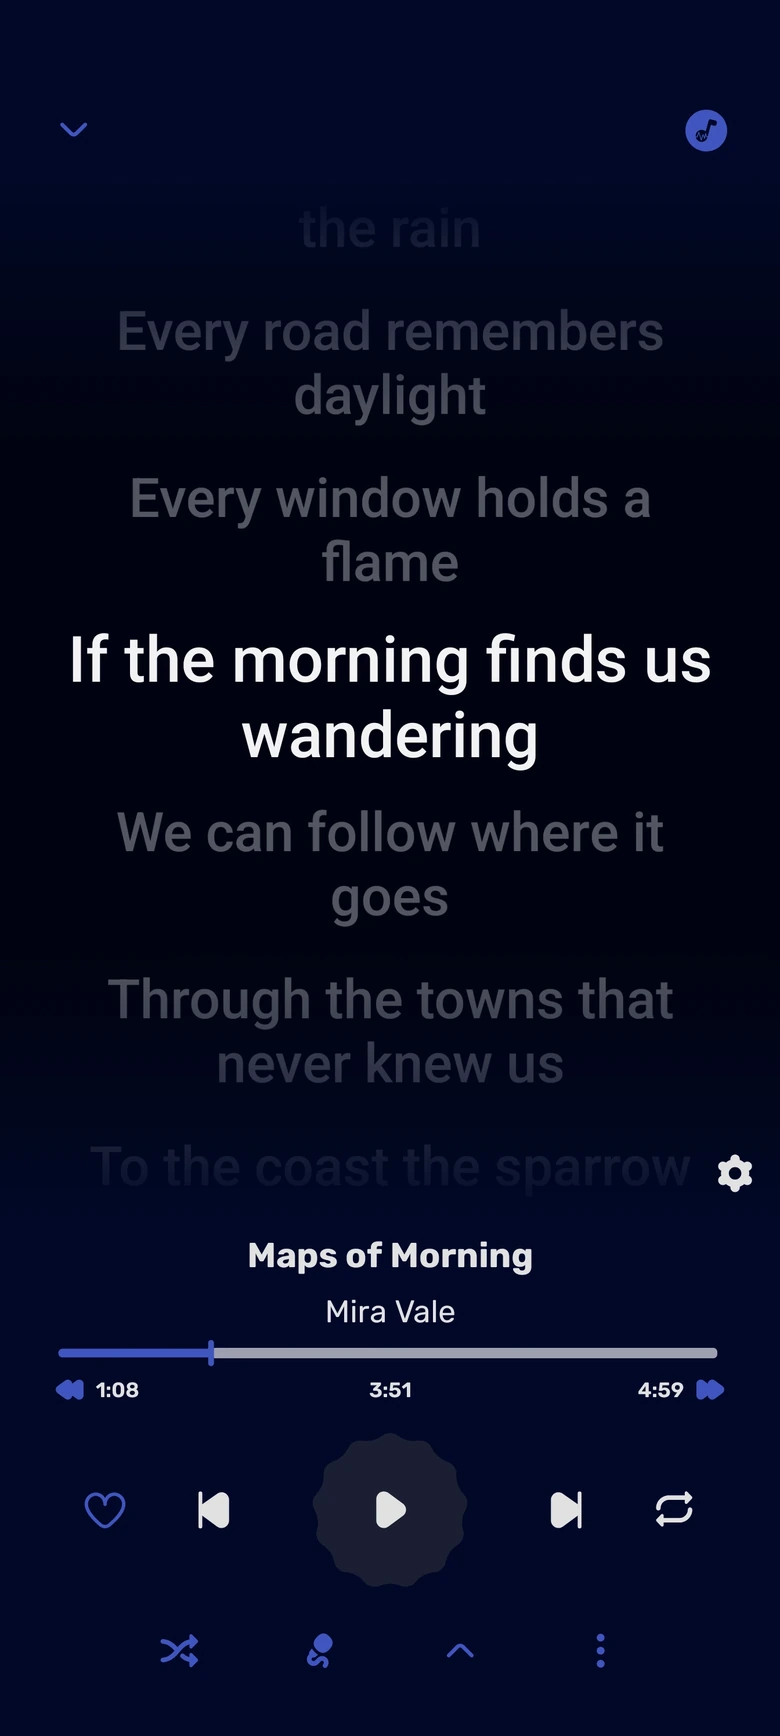 the rain
Every road remembers
daylight
Every window holds a
flame
If the morning finds us
wandering
We can follow where it
goes
Through the towns that
never knew us
To the coast the sparrow
Maps of Morning
Mira Vale
1:08 3:51 4:59